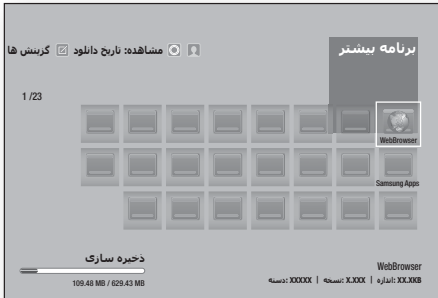 برنامه بیشتر
مشاهده: تاریخ دانلود
گزینش ها
1 /23
WebBrowser
Samsung Apps
ذخیره سازی
109.48 MB / 629.43 MB
WebBrowser
XX.XKB اندازه: | X.XXX نسخه: | XXXXX دسته: